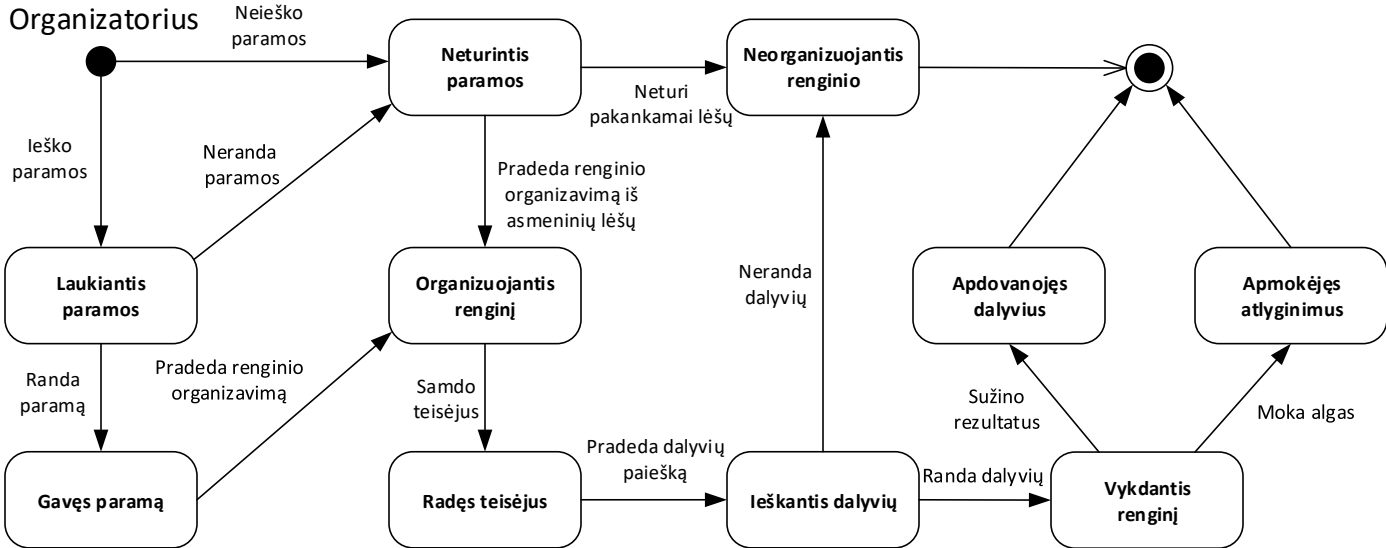 Organizatorius
Neieško
paramos
Neturintis
paramos
Neorganizuojantis
renginio
Neturi
pakankamai lėšų
Ieško
paramos
Neranda
paramos
Pradeda renginio
organizavimą iš
asmeninių lėšų
Laukiantis
paramos
Organizuojantis
renginį
Neranda
dalyvių
Apdovanojęs
dalyvius
Apmokėjęs
atlyginimus
Randa
paramą
Pradeda renginio
organizavimą
Samdo
teisėjus
Sužino
rezultatus
Moka algas
Gavęs paramą
Radęs teisėjus
Pradeda dalyvių
paiešką
Ieškantis dalyvių
Randa dalyvių
Vykdantis
renginį